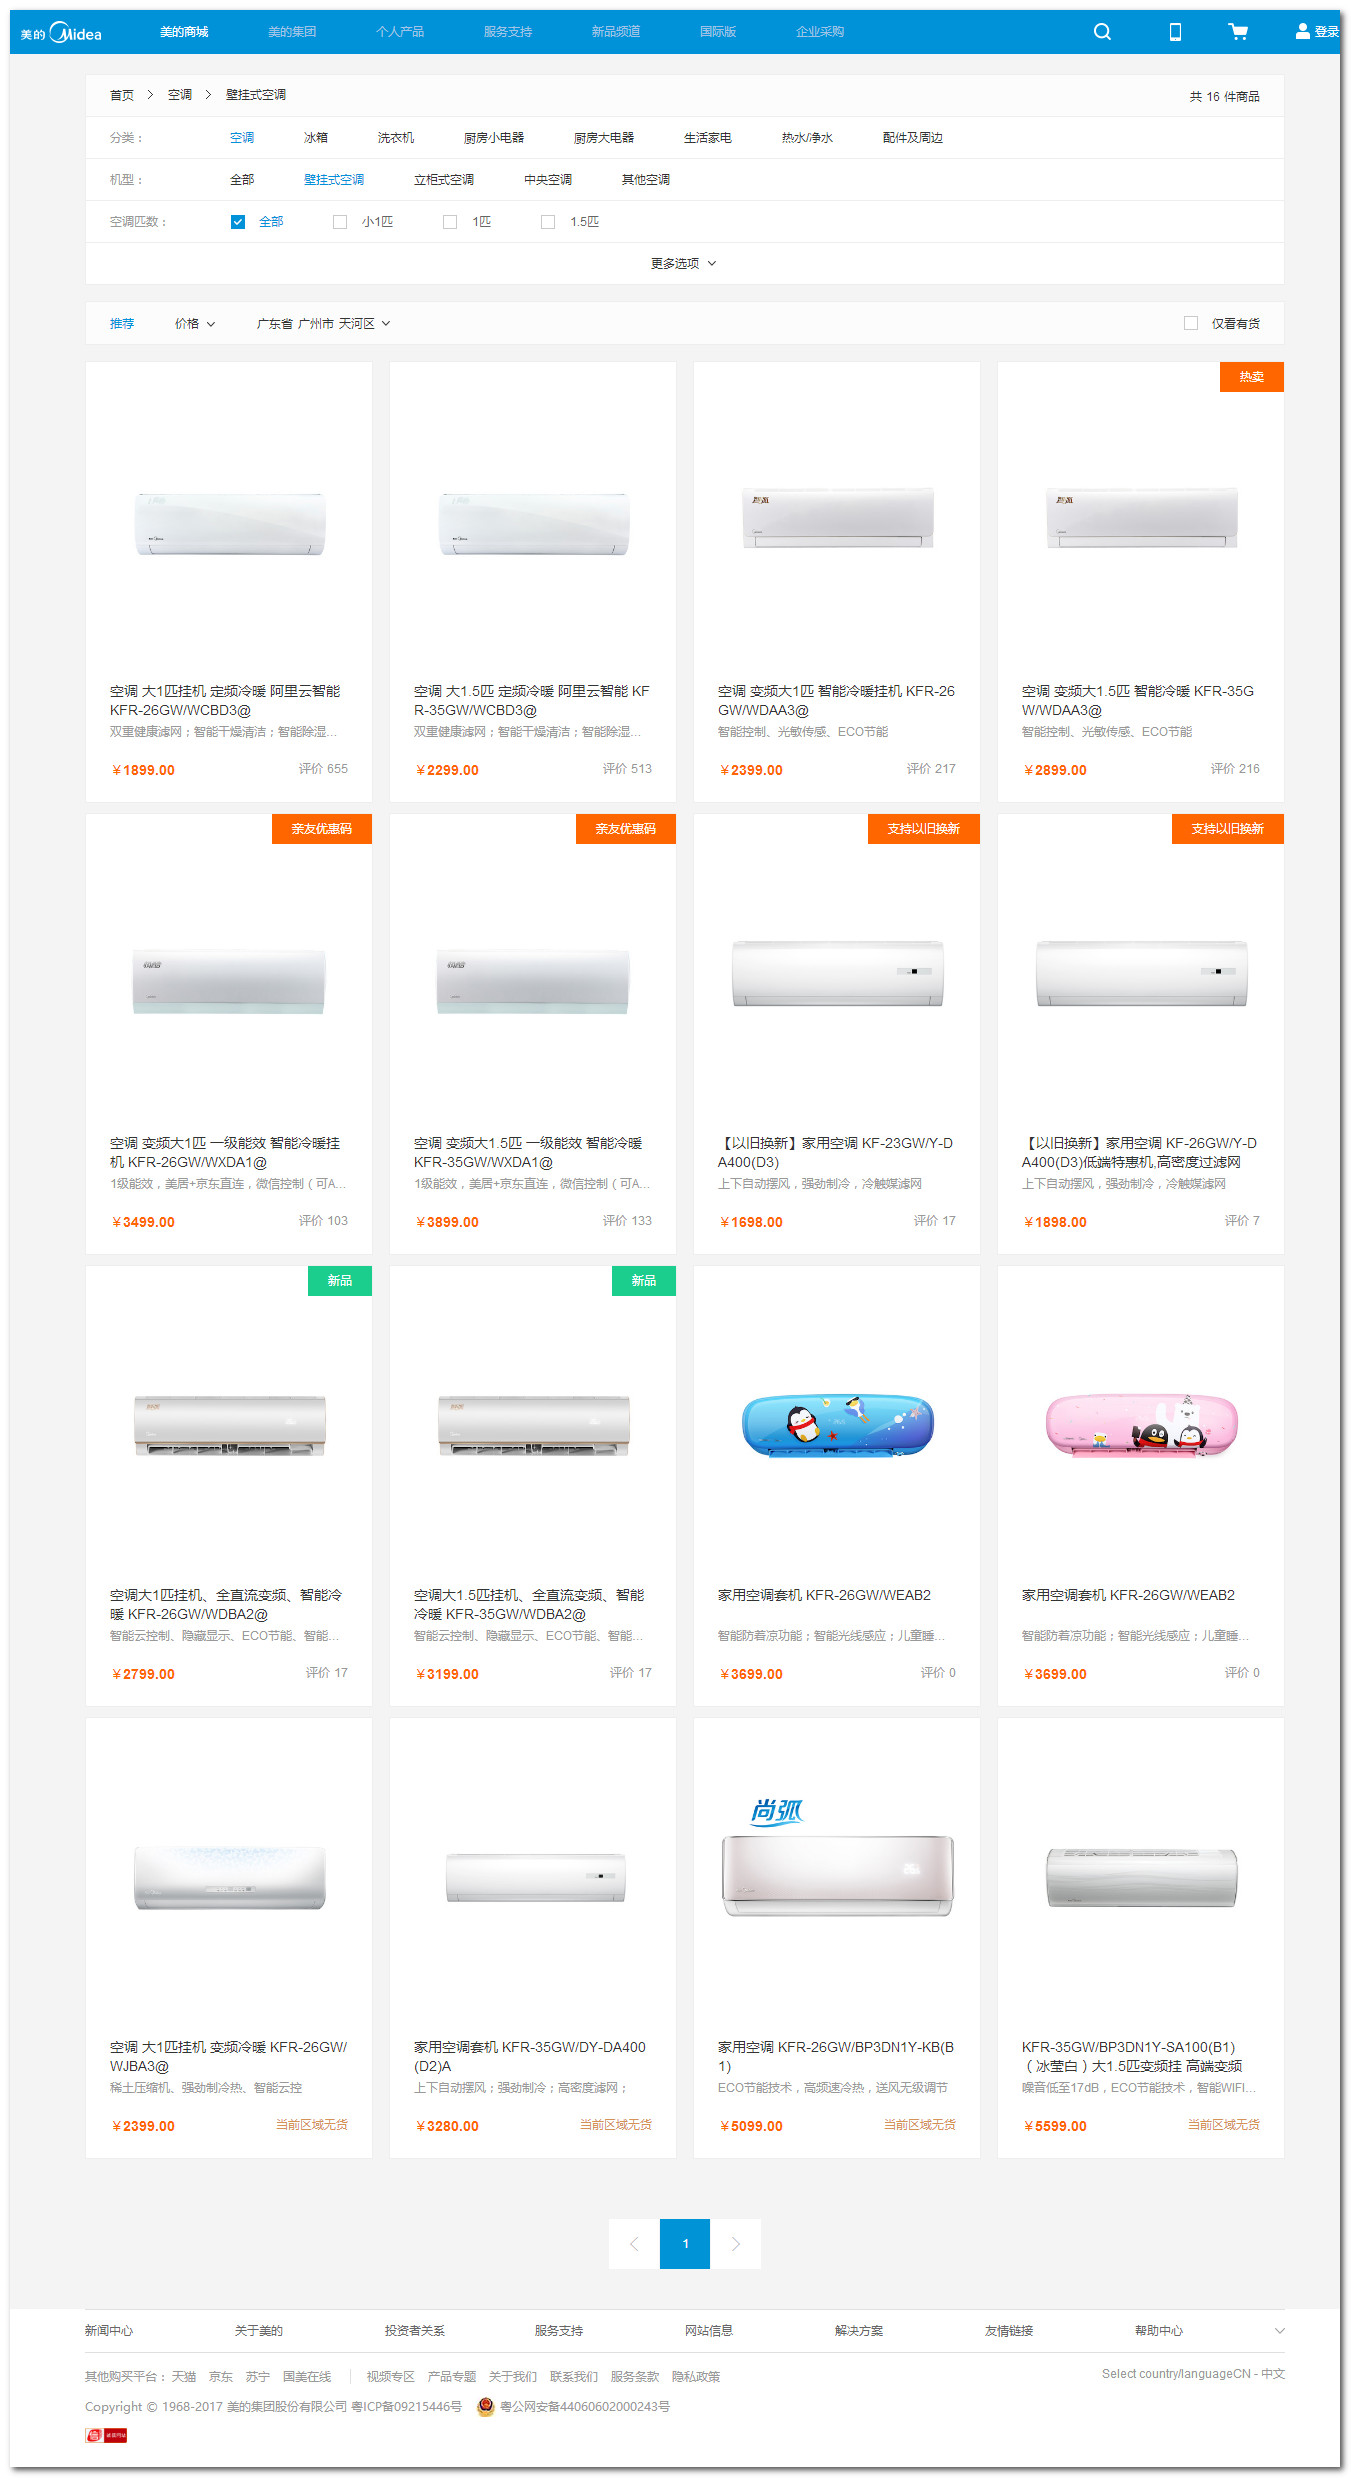 美的 Midea 美的商城 美的集团 个人产品 服务支持 新品频道 国际版 企业采购 登录
首页 > 空调 > 壁挂式空调 共 16 件商品
分类： 空调 冰箱 洗衣机 厨房小电器 厨房大电器 生活家电 热水/净水 配件及周边
机型： 全部 壁挂式空调 立柜式空调 中央空调 其他空调
空调匹数： 全部 小1匹 1匹 1.5匹
更多选项
推荐 价格 广东省 广州市 天河区 仅看有货
热卖
空调 大1匹挂机 定频冷暖 阿里云智能
KFR-26GW/WCBD3@
双重健康滤网；智能干燥清洁；智能除湿...
¥1899.00 评价 655
空调 大1.5匹 定频冷暖 阿里云智能 KF
R-35GW/WCBD3@
双重健康滤网；智能干燥清洁；智能除湿...
¥2299.00 评价 513
尚弧
空调 变频大1匹 智能冷暖挂机 KFR-26
GW/WDAA3@
智能控制、光敏传感、ECO节能
¥2399.00 评价 217
尚弧
空调 变频大1.5匹 智能冷暖 KFR-35G
W/WDAA3@
智能控制、光敏传感、ECO节能
¥2899.00 评价 216
亲友优惠码
空调 变频大1匹 一级能效 智能冷暖挂
机 KFR-26GW/WXDA1@
1级能效，美居+京东直连，微信控制（可A...
¥3499.00 评价 103
亲友优惠码
空调 变频大1.5匹 一级能效 智能冷暖
KFR-35GW/WXDA1@
1级能效，美居+京东直连，微信控制（可A...
¥3899.00 评价 133
支持以旧换新
【以旧换新】家用空调 KF-23GW/Y-D
A400(D3)
上下自动摆风，强劲制冷，冷触媒滤网
¥1698.00 评价 17
支持以旧换新
【以旧换新】家用空调 KF-26GW/Y-D
A400(D3)低端特惠机,高密度过滤网
上下自动摆风，强劲制冷，冷触媒滤网
¥1898.00 评价 7
新品
空调大1匹挂机、全直流变频、智能冷
暖 KFR-26GW/WDBA2@
智能云控制、隐藏显示、ECO节能、智能...
¥2799.00 评价 17
新品
空调大1.5匹挂机、全直流变频、智能
冷暖 KFR-35GW/WDBA2@
智能云控制、隐藏显示、ECO节能、智能...
¥3199.00 评价 17
家用空调套机 KFR-26GW/WEAB2
智能防着凉功能；智能光线感应；儿童睡...
¥3699.00 评价 0
家用空调套机 KFR-26GW/WEAB2
智能防着凉功能；智能光线感应；儿童睡...
¥3699.00 评价 0
空调 大1匹挂机 变频冷暖 KFR-26GW/
WJBA3@
稀土压缩机、强劲制冷热、智能云控
¥2399.00 当前区域无货
家用空调套机 KFR-35GW/DY-DA400
(D2)A
上下自动摆风；强劲制冷；高密度滤网；
¥3280.00 当前区域无货
尚弧
家用空调 KFR-26GW/BP3DN1Y-KB(B
1)
ECO节能技术，高频速冷热，送风无级调节
¥5099.00 当前区域无货
KFR-35GW/BP3DN1Y-SA100(B1)
（冰莹白）大1.5匹变频挂 高端变频
噪音低至17dB，ECO节能技术，智能WIFI...
¥5599.00 当前区域无货
1
新闻中心 关于美的 投资者关系 服务支持 网站信息 解决方案 友情链接 帮助中心
其他购买平台： 天猫 京东 苏宁 国美在线 | 视频专区 产品专题 关于我们 联系我们 服务条款 隐私政策 Select country/languageCN - 中文
Copyright © 1968-2017 美的集团股份有限公司 粤ICP备09215446号 粤公网安备44060602000243号